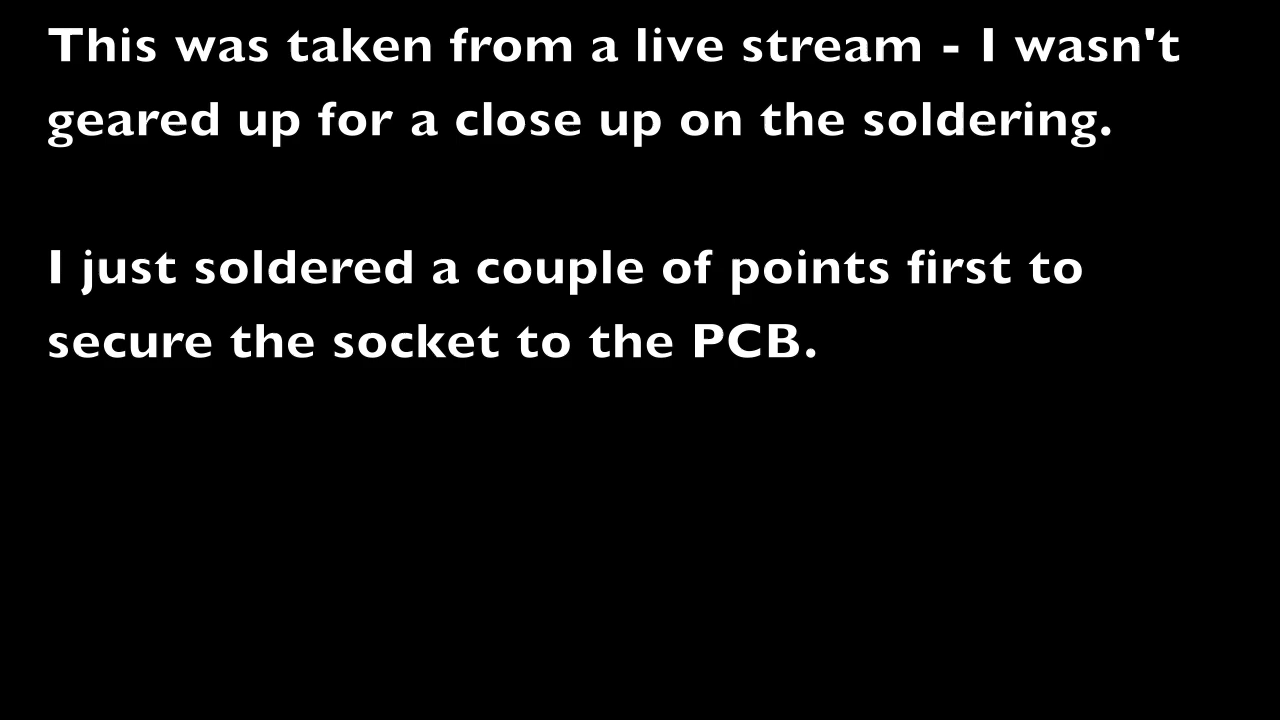 This was taken from a live stream - I wasn't
geared up for a close up on the soldering.
I just soldered a couple of points first to
secure the socket to the PCB.